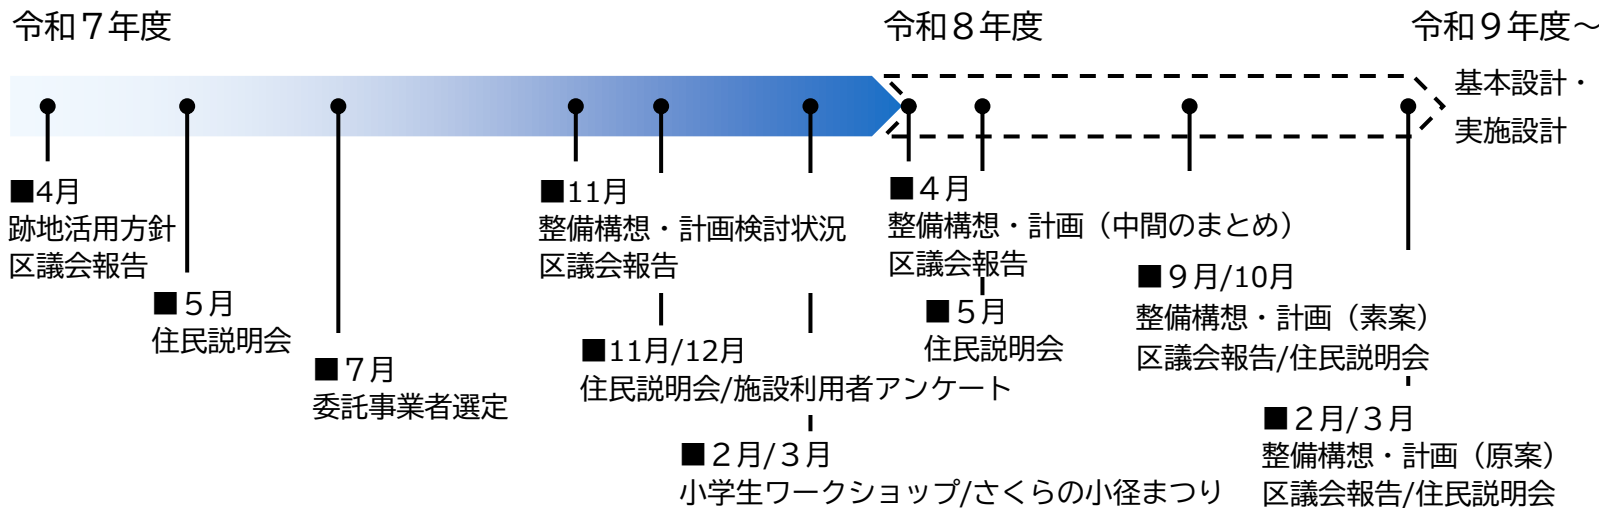 令和７年度
令和８年度
令和９年度～
基本設計・
実施設計
■4月
跡地活用方針
区議会報告
■５月
住民説明会
■７月
委託事業者選定
■11月
整備構想・計画検討状況
区議会報告
■11月/12月
住民説明会/施設利用者アンケート
■２月/３月
小学生ワークショップ/さくらの小径まつり
■４月
整備構想・計画（中間のまとめ）
区議会報告
■５月
住民説明会
■９月/10月
整備構想・計画（素案）
区議会報告/住民説明会
■２月/３月
整備構想・計画（原案）
区議会報告/住民説明会